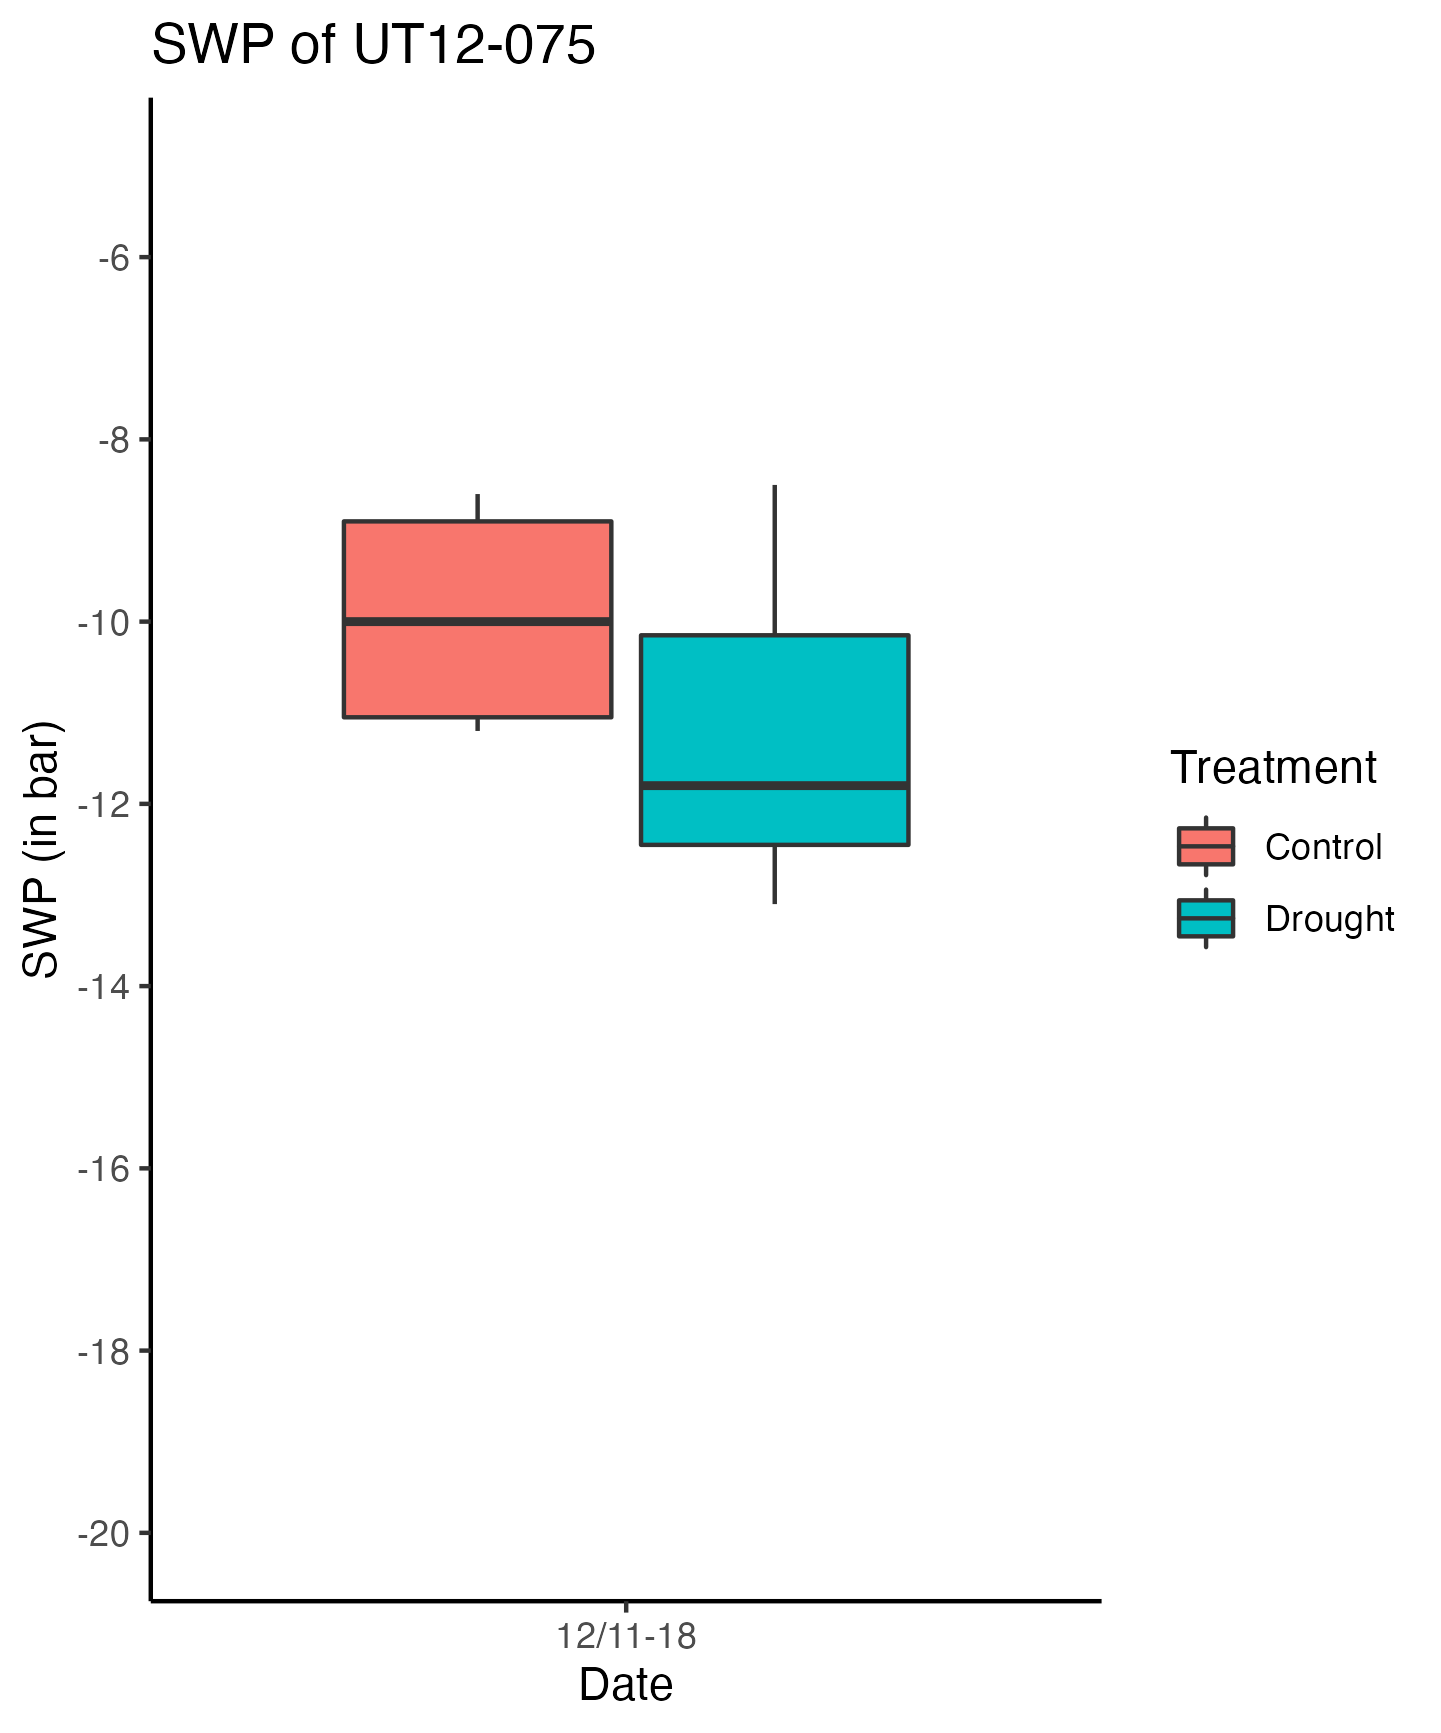 SWP of UT12-075
-6
-8
-10
-12
-14
-16
-18
-20
SWP (in bar)
12/11-18
Date
Treatment
Control
Drought